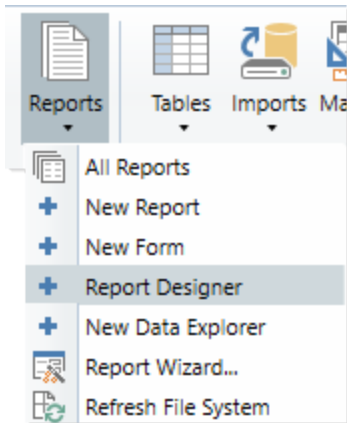 Reports
Tables
Imports
Ma
All Reports
New Report
New Form
Report Designer
New Data Explorer
Report Wizard...
Refresh File System